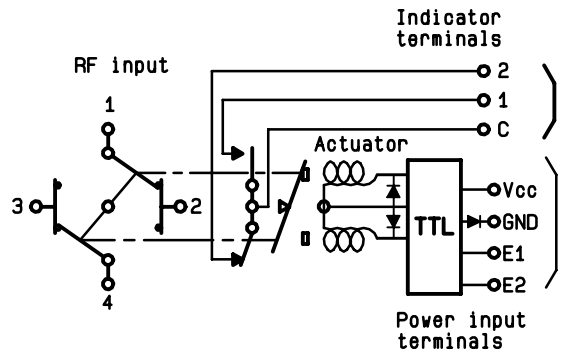 Indicator
terminals
RF input
2
1
1
C
Actuator
3
2
Vcc
TTL
GND
E1
4
E2
Power input
terminals